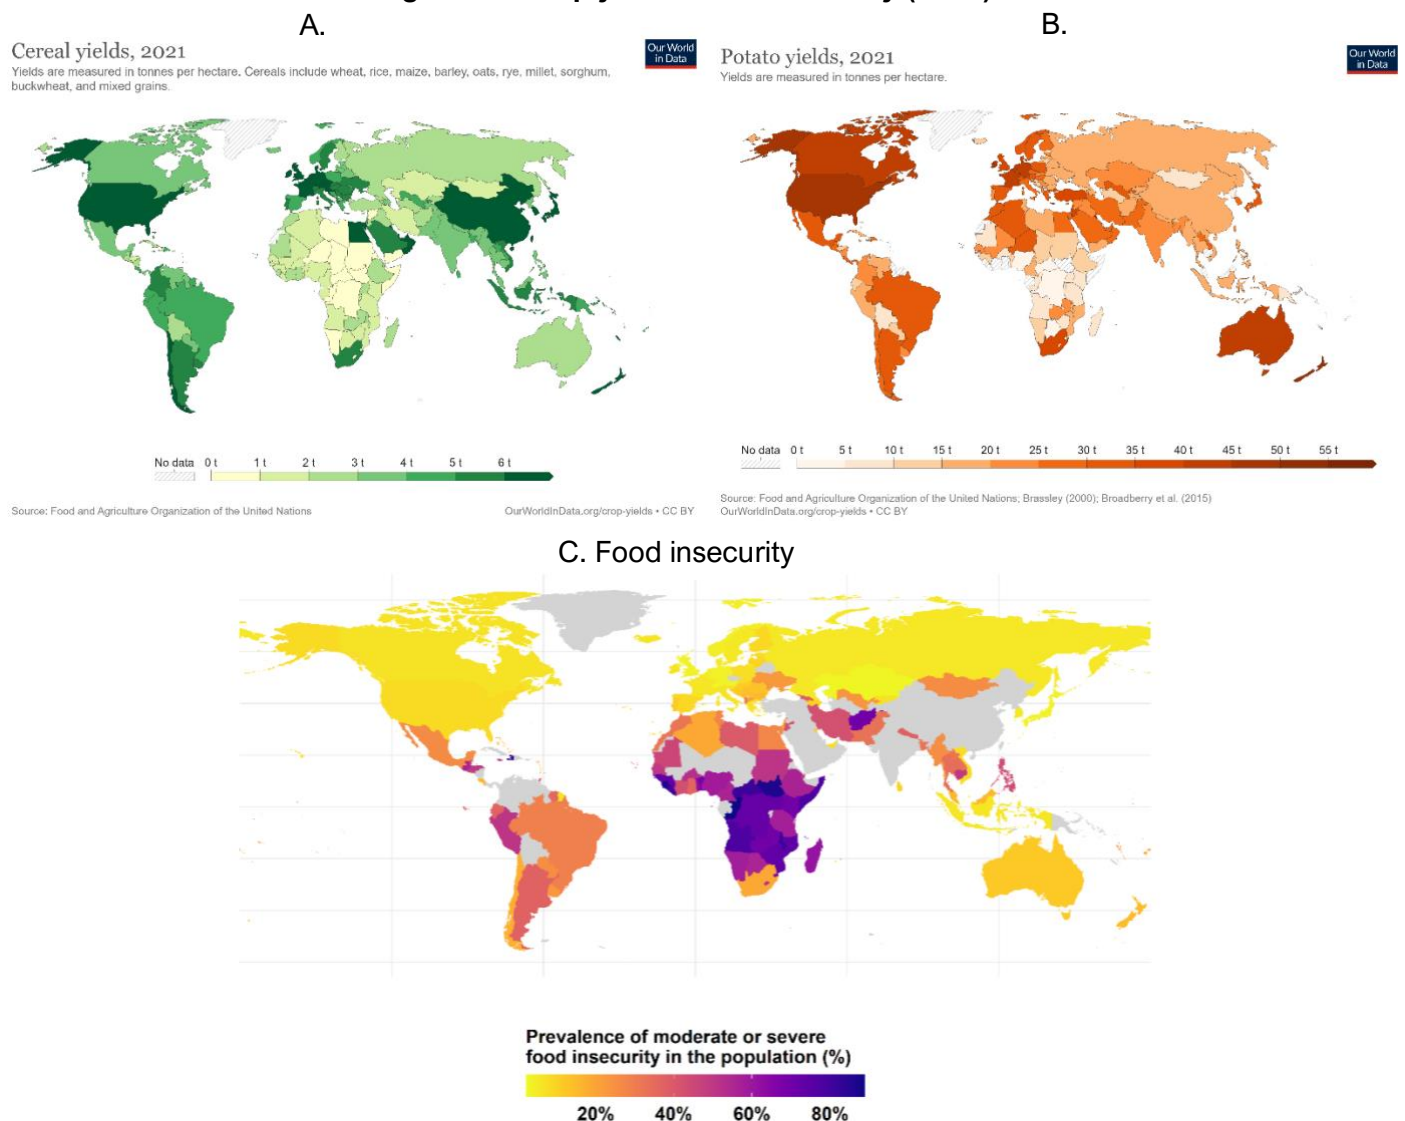 A.
B.
Cereal yields, 2021
Yields are measured in tonnes per hectare. Cereals include wheat, rice, maize, barley, oats, rye, millet, sorghum,
buckwheat, and mixed grains.
Our World
in Data
Potato yields, 2021
Yields are measured in tonnes per hectare.
Our World
in Data
No data 0 t 1 t 2 t 3 t 4 t 5 t 6 t
No data 0 t 5 t 10 t 15 t 20 t 25 t 30 t 35 t 40 t 45 t 50 t 55 t
Source: Food and Agriculture Organization of the United Nations
OurWorldInData.org/crop-yields • CC BY
Source: Food and Agriculture Organization of the United Nations; Brassley (2000); Broadberry et al. (2015)
OurWorldInData.org/crop-yields • CC BY
C. Food insecurity
Prevalence of moderate or severe
food insecurity in the population (%)
20% 40% 60% 80%